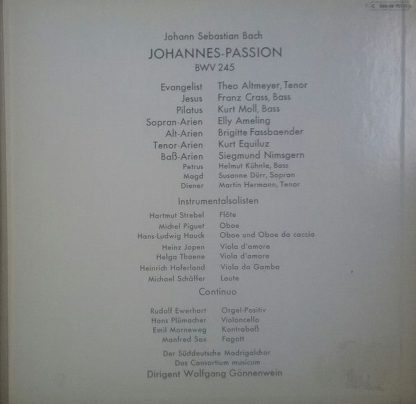 Johann Sebastian Bach
JOHANNES-PASSION
BWV 245
Evangelist Theo Altmeyer, Tenor
Jesus Franz Crass, Bass
Pilatus Kurt Moll, Bass
Sopran-Arien Elly Ameling
Alt-Arien Brigitte Fassbaender
Tenor-Arien Kurt Equiluz
Baß-Arien Siegmund Nimsgern
Petrus Helmut Kühnle, Bass
Magd Susanne Dürr, Sopran
Diener Martin Hermann, Tenor
Instrumentalsolisten
Hartmut Strebel Flöte
Michel Piguet Oboe
Hans-Ludwig Hauck Oboe und Oboe da caccia
Heinz Jopen Viola d'amore
Helga Thoene Viola d'amore
Heinrich Haferland Viola da Gamba
Michael Schäffer Laute
Continuo
Rudolf Ewerhart Orgel-Positiv
Hans Plümacher Violoncello
Emil Marneweg Kontrabaß
Manfred Sax Fagott
Der Süddeutsche Madrigalchor
Das Consortium musicum
Dirigent Wolfgang Gönnenwein